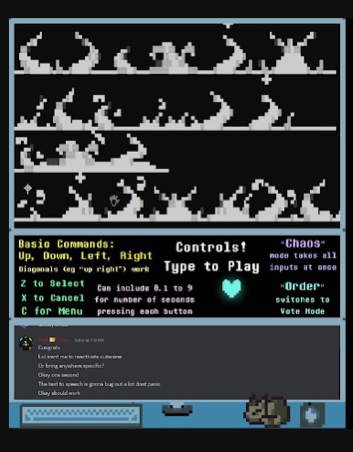 Basic Commands:
Up, Down, Left, Right
Diagonals (eg "up right") work
Z to Select
X to Cancel
C for Menu
Can include 0.1 to 9
for number of seconds
pressing each button
Controls!
Type to Play
"Chaos"
mode takes all
inputs at once
"Order"
switches to
Vote Mode
Congrats
Lol want me to reactivate cutscene
Or bring anywhere specific?
Okay one second
The text to speech is gonna bug out a lot dont panic
Okay should work